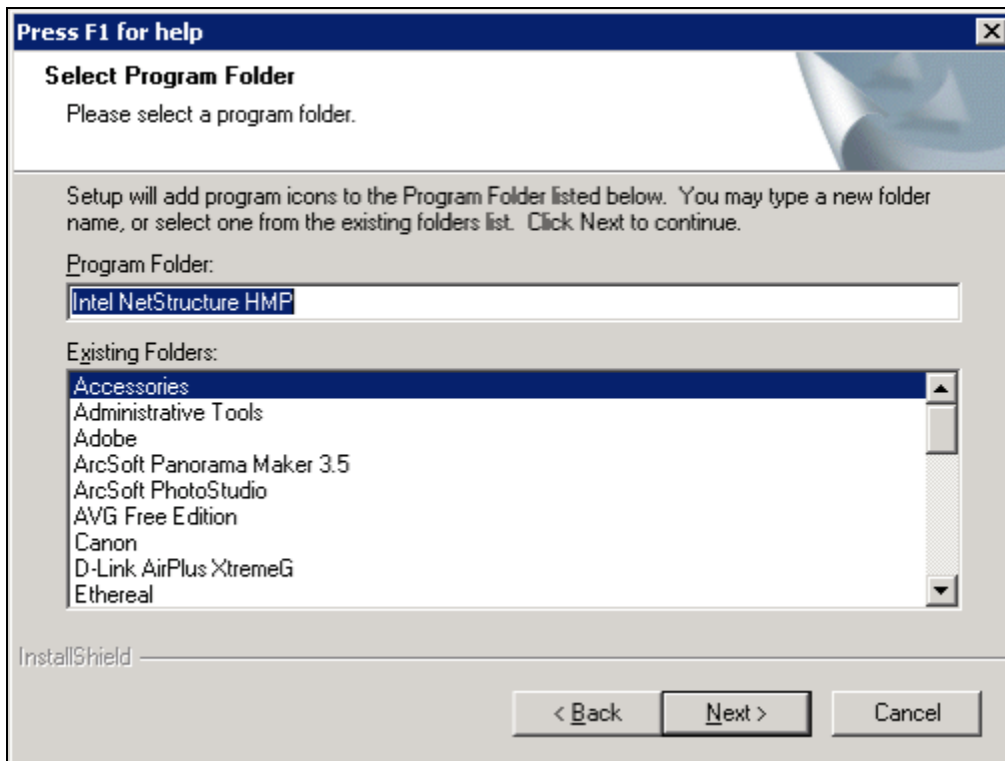 Press F1 for help
Select Program Folder
Please select a program folder.
Setup will add program icons to the Program Folder listed below. You may type a new folder
name, or select one from the existing folders list. Click Next to continue.
Program Folder:
Intel NetStructure HMP
Existing Folders:
Accessories
Administrative Tools
Adobe
ArcSoft Panorama Maker 3.5
ArcSoft PhotoStudio
AVG Free Edition
Canon
D-Link AirPlus XtremeG
Ethereal
InstallShield
< Back
Next >
Cancel